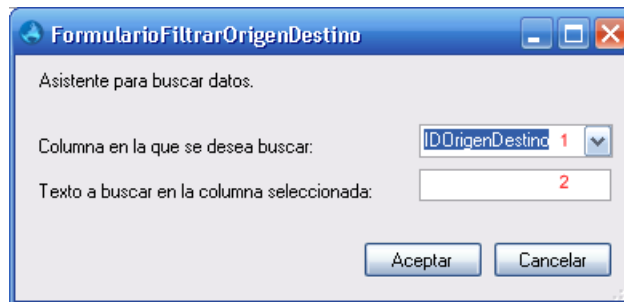 FormularioFiltrarOrigenDestino
Asistente para buscar datos.
Columna en la que se desea buscar: IDOrigenDestino 1
Texto a buscar en la columna seleccionada: 2
Aceptar Cancelar